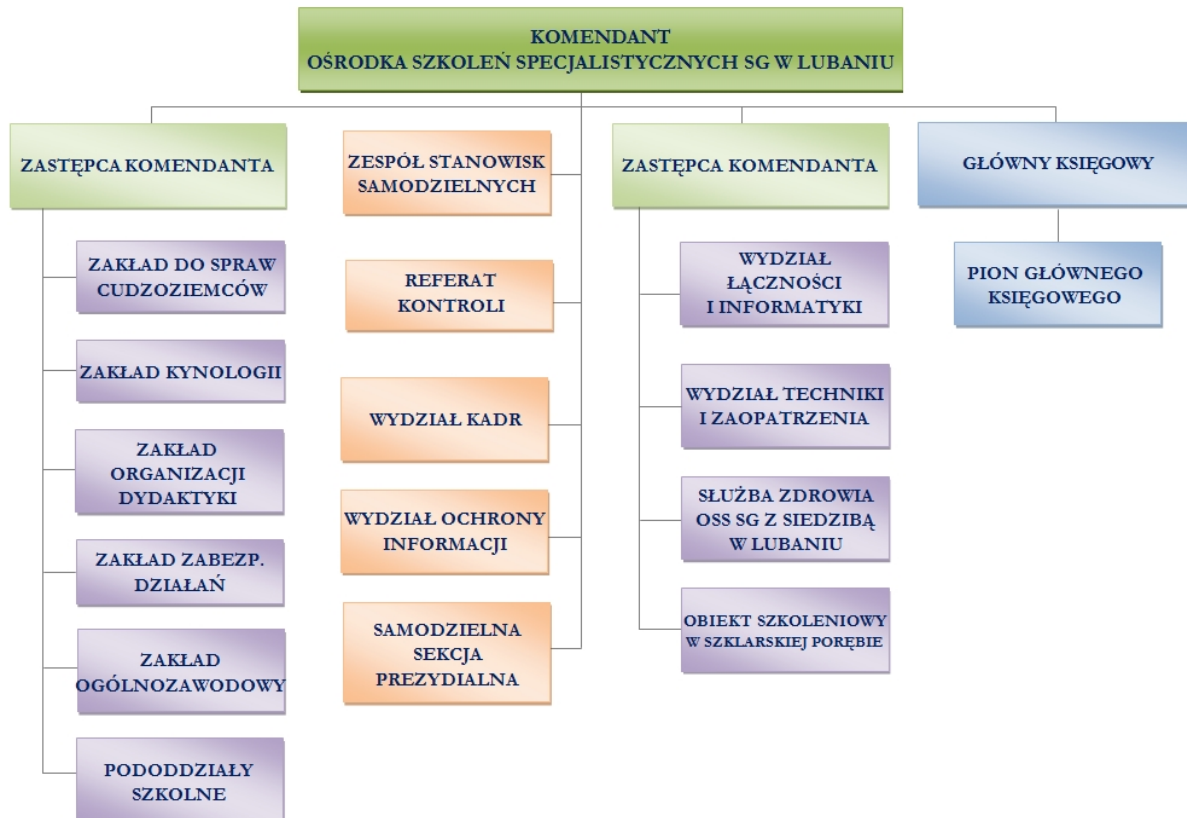 KOMENDANT
OŚRODKA SZKOLEŃ SPECJALISTYCZNYCH SG W LUBANIU
ZASTĘPCA KOMENDANTA
ZAKŁAD DO SPRAW
CUDZOZIEMCÓW
ZAKŁAD KYNOLOGII
ZAKŁAD
ORGANIZACJI
DYDAKTYKI
ZAKŁAD ZABEZP.
DZIAŁAŃ
ZAKŁAD
OGÓLNOZAWODOWY
PODODDZIAŁY
SZKOLNE
ZESPÓŁ STANOWISK
SAMODZIELNYCH
REFERAT
KONTROLI
WYDZIAŁ KADR
WYDZIAŁ OCHRONY
INFORMACJI
SAMODZIELNA
SEKCJA
PREZYDIALNA
ZASTĘPCA KOMENDANTA
WYDZIAŁ
ŁĄCZNOŚCI
I INFORMATYKI
WYDZIAŁ TECHNIKI
I ZAOPATRZENIA
SŁUŻBA ZDROWIA
OSS SG Z SIEDZIBĄ
W LUBANIU
OBIEKT SZKOLENIOWY
W SZKLARSKIEJ PORĘBIE
GŁÓWNY KSIĘGOWY
PION GŁÓWNEGO
KSIĘGOWEGO